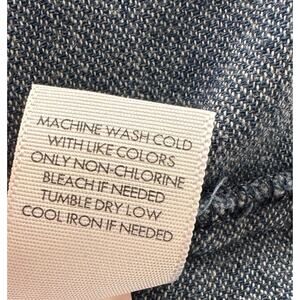 MACHINE WASH COLD
WITH LIKE COLORS
ONLY NON-CHLORINE
BLEACH IF NEEDED
TUMBLE DRY LOW
COOL IRON IF NEEDED